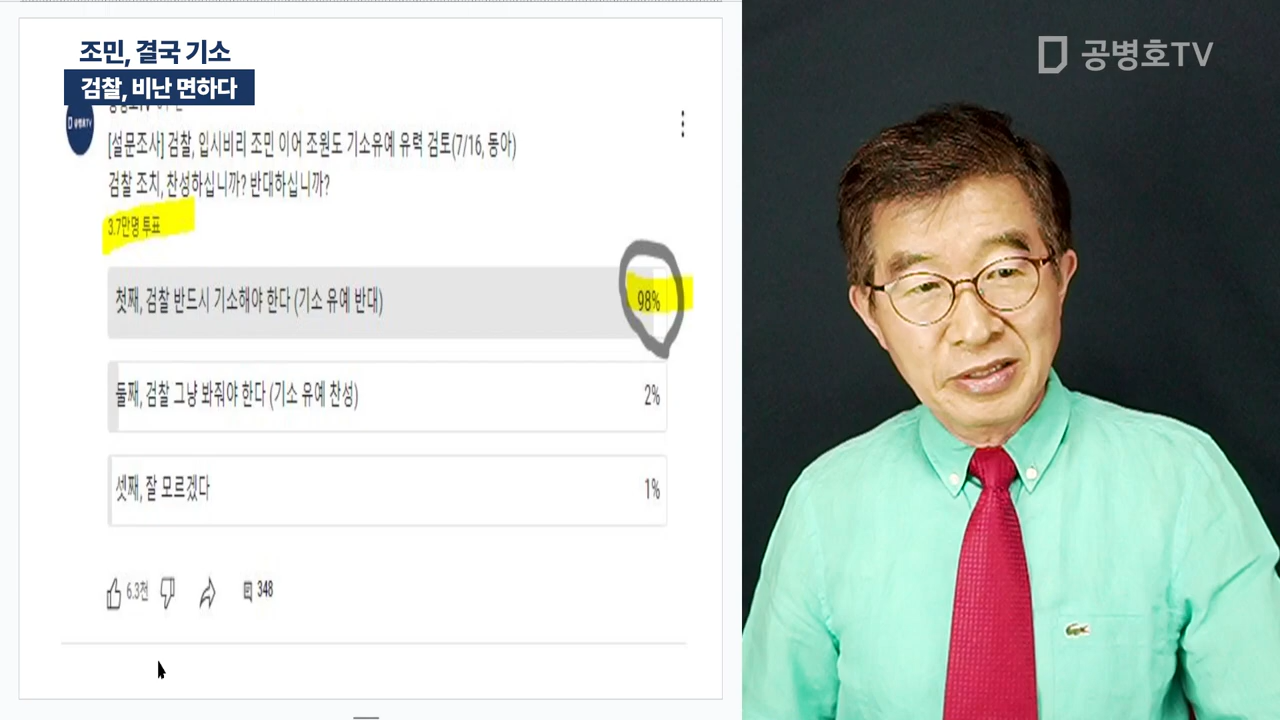 조민, 결국 기소
검찰, 비난 면하다
공병호TV
공병호TV
[설문조사] 검찰, 입시비리 조민 이어 조원도 기소유예 유력 검토(7/16, 동아)
검찰 조치, 찬성하십니까? 반대하십니까?
3.7만명 투표
첫째, 검찰 반드시 기소해야 한다 (기소 유예 반대)
98%
둘째, 검찰 그냥 봐줘야 한다 (기소 유예 찬성)
2%
셋째, 잘 모르겠다
1%
6.3천
348